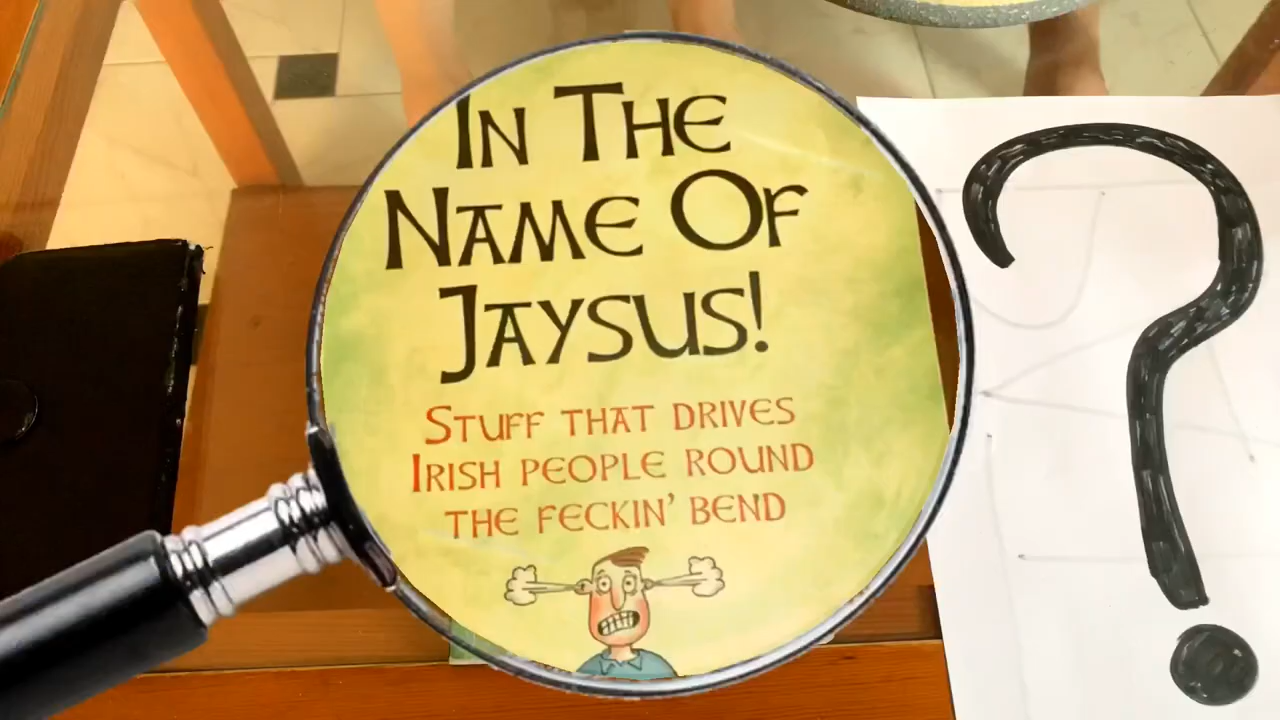 In The
Name Of
Jaysus!
Stuff that drives
Irish people round
the feckin' bend
?